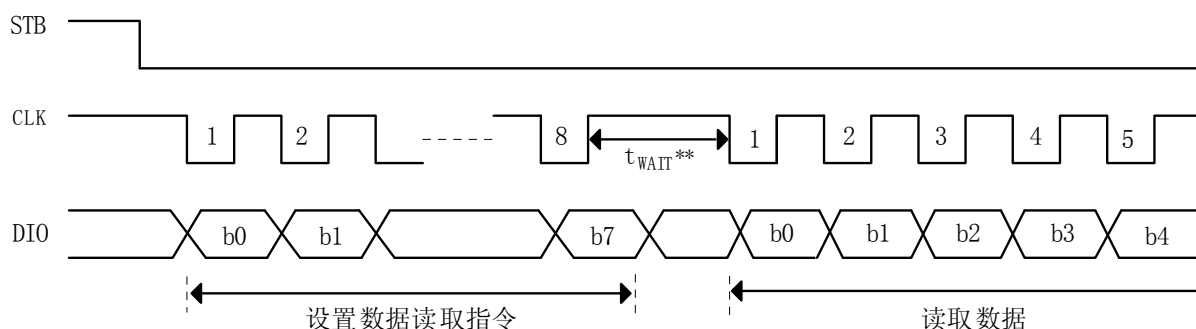 STB
CLK 1 2 8 1 2 3 4 5
tWAIT**
DIO b0 b1 b7 b0 b1 b2 b3 b4
设置数据读取指令 读取数据